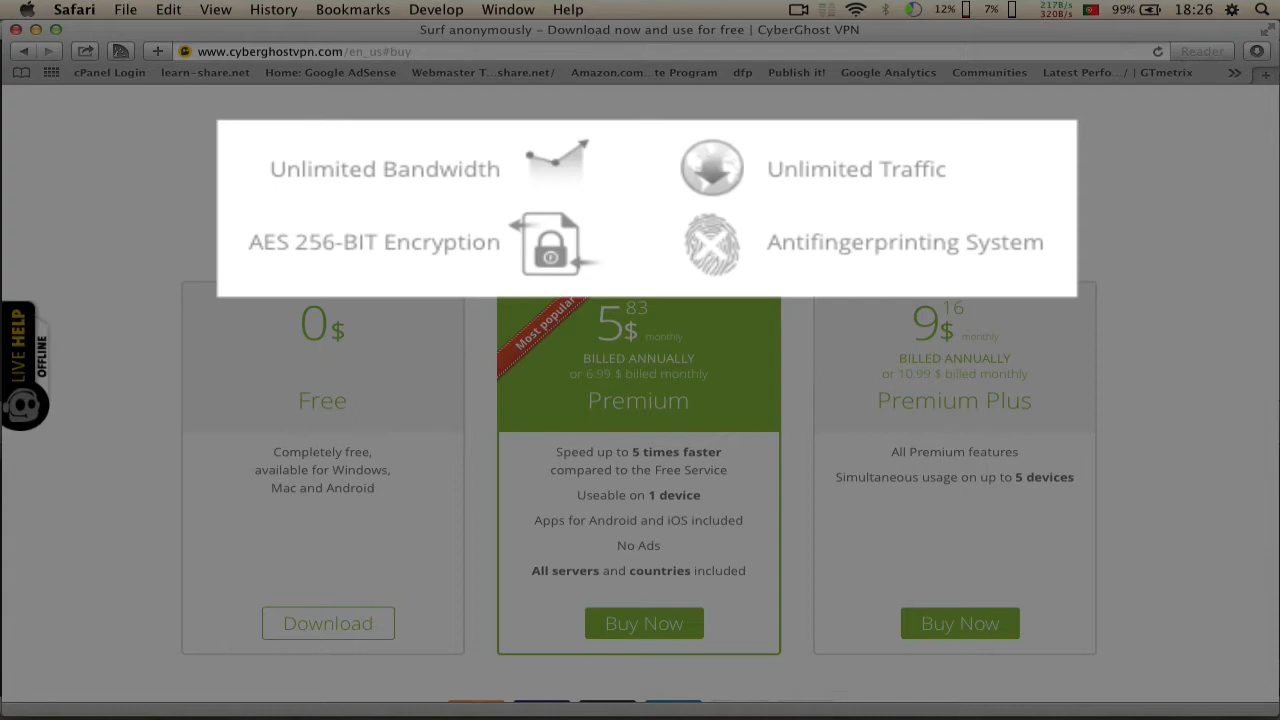 Safari File Edit View History Bookmarks Develop Window Help 12% 7% 217B/s 320B/s 99% 18:26
Surf anonymously – Download now and use for free | CyberGhost VPN
www.cyberghostvpn.com/en_us#buy Reader
cPanel Login learn-share.net Home: Google AdSense Webmaster T...share.net/ Amazon.com...te Program dfp Publish it! Google Analytics Communities Latest Perfo.../ | GTmetrix
Unlimited Bandwidth Unlimited Traffic
AES 256-BIT Encryption Antifingerprinting System
LIVE HELP
OFFLINE
0$
Free
Completely free,
available for Windows,
Mac and Android
Download
Most popular
5 83 $ monthly
BILLED ANNUALLY
or 6.99 $ billed monthly
Premium
Speed up to 5 times faster
compared to the Free Service
Useable on 1 device
Apps for Android and iOS included
No Ads
All servers and countries included
Buy Now
9 16 $ monthly
BILLED ANNUALLY
or 10.99 $ billed monthly
Premium Plus
All Premium features
Simultaneous usage on up to 5 devices
Buy Now